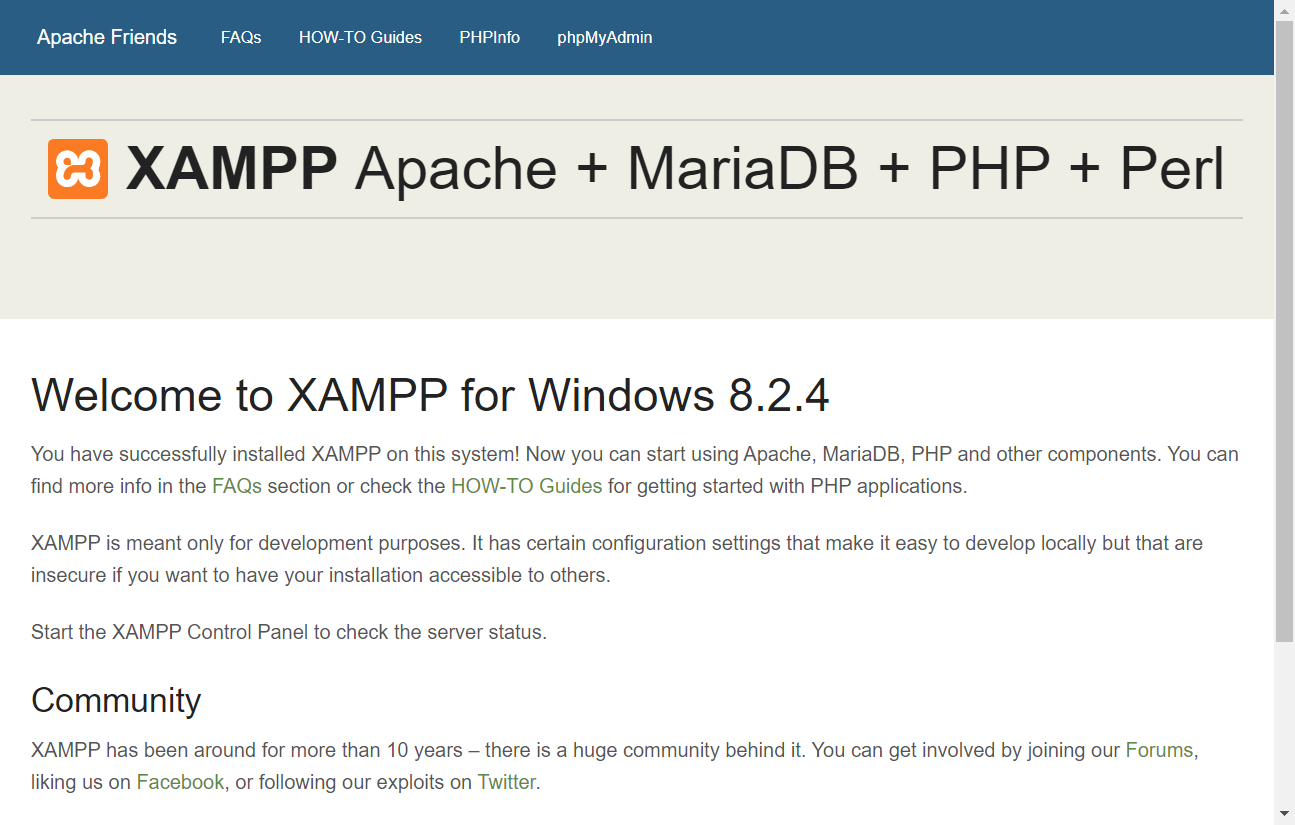 Apache Friends FAQs HOW-TO Guides PHPInfo phpMyAdmin
XAMPP Apache + MariaDB + PHP + Perl
Welcome to XAMPP for Windows 8.2.4
You have successfully installed XAMPP on this system! Now you can start using Apache, MariaDB, PHP and other components. You can
find more info in the FAQs section or check the HOW-TO Guides for getting started with PHP applications.
XAMPP is meant only for development purposes. It has certain configuration settings that make it easy to develop locally but that are
insecure if you want to have your installation accessible to others.
Start the XAMPP Control Panel to check the server status.
Community
XAMPP has been around for more than 10 years – there is a huge community behind it. You can get involved by joining our Forums,
liking us on Facebook, or following our exploits on Twitter.